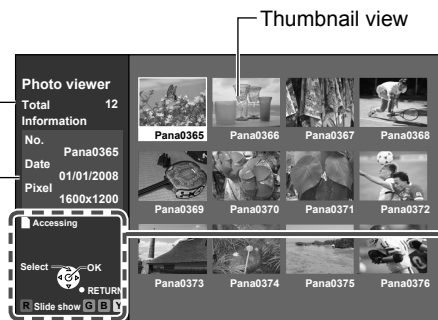 Thumbnail view
Photo viewer
Total 12
Information
No.
Pana0365
Date
01/01/2008
Pixel
1600x1200
Accessing
Select OK
RETURN
R Slide show G B Y
Pana0365 Pana0366 Pana0367 Pana0368
Pana0369 Pana0370 Pana0371 Pana0372
Pana0373 Pana0374 Pana0375 Pana0376